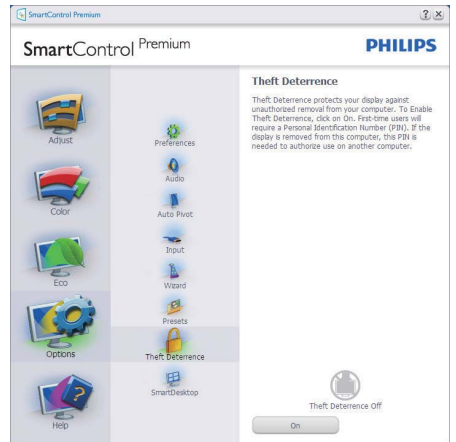 SmartControl Premium
SmartControl Premium
PHILIPS
Adjust
Color
Eco
Options
Help
Preferences
Audio
Auto Pivot
Input
Wizard
Presets
Theft Deterrence
SmartDesktop
Theft Deterrence
Theft Deterrence protects your display against
unauthorized removal from your computer. To Enable
Theft Deterrence, click on On. First-time users will
require a Personal Identification Number (PIN). If the
display is removed from this computer, this PIN is
needed to authorize use on another computer.
Theft Deterrence Off
On